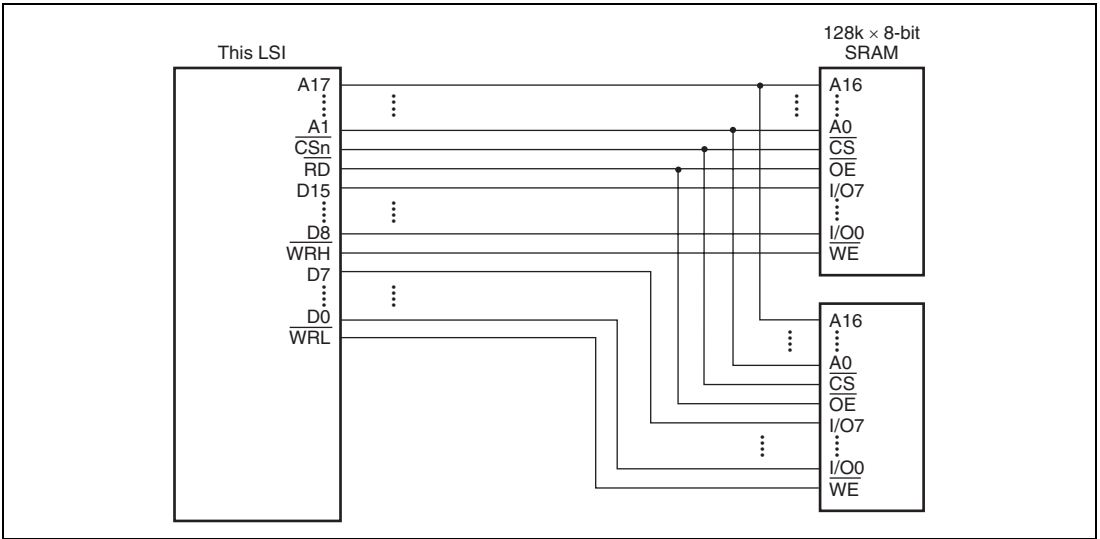 This LSI
A17
A1
CSn
RD
D15
D8
WRH
D7
D0
WRL
128k × 8-bit
SRAM
A16
A0
CS
OE
I/O7
I/O0
WE
A16
A0
CS
OE
I/O7
I/O0
WE